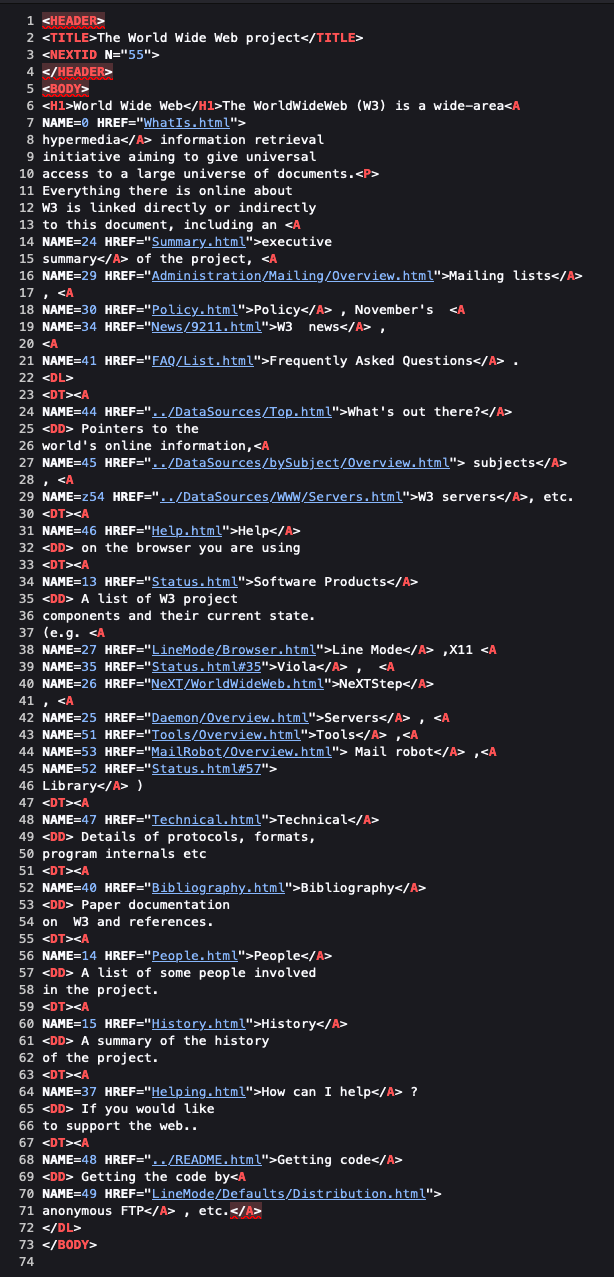 1 <HEADER>
2 <TITLE>The World Wide Web project</TITLE>
3 <NEXTID N="55">
4 </HEADER>
5 <BODY>
6 <H1>World Wide Web</H1>The WorldWideWeb (W3) is a wide-area<A
7 NAME=0 HREF="WhatIs.html">
8 hypermedia</A> information retrieval
9 initiative aiming to give universal
10 access to a large universe of documents.<P>
11 Everything there is online about
12 W3 is linked directly or indirectly
13 to this document, including an <A
14 NAME=24 HREF="Summary.html">executive
15 summary</A> of the project, <A
16 NAME=29 HREF="Administration/Mailing/Overview.html">Mailing lists</A>
17 , <A
18 NAME=30 HREF="Policy.html">Policy</A> , November's  <A
19 NAME=34 HREF="News/9211.html">W3  news</A> ,
20 <A
21 NAME=41 HREF="FAQ/List.html">Frequently Asked Questions</A> .
22 <DL>
23 <DT><A
24 NAME=44 HREF="../DataSources/Top.html">What's out there?</A>
25 <DD> Pointers to the
26 world's online information,<A
27 NAME=45 HREF="../DataSources/bySubject/Overview.html"> subjects</A>
28 , <A
29 NAME=z54 HREF="../DataSources/WWW/Servers.html">W3 servers</A>, etc.
30 <DT><A
31 NAME=46 HREF="Help.html">Help</A>
32 <DD> on the browser you are using
33 <DT><A
34 NAME=13 HREF="Status.html">Software Products</A>
35 <DD> A list of W3 project
36 components and their current state.
37 (e.g. <A
38 NAME=27 HREF="LineMode/Browser.html">Line Mode</A> ,X11 <A
39 NAME=35 HREF="Status.html#35">Viola</A> ,  <A
40 NAME=26 HREF="NeXT/WorldWideWeb.html">NeXTStep</A>
41 , <A
42 NAME=25 HREF="Daemon/Overview.html">Servers</A> , <A
43 NAME=51 HREF="Tools/Overview.html">Tools</A> ,<A
44 NAME=53 HREF="MailRobot/Overview.html"> Mail robot</A> ,<A
45 NAME=52 HREF="Status.html#57">
46 Library</A> )
47 <DT><A
48 NAME=47 HREF="Technical.html">Technical</A>
49 <DD> Details of protocols, formats,
50 program internals etc
51 <DT><A
52 NAME=40 HREF="Bibliography.html">Bibliography</A>
53 <DD> Paper documentation
54 on  W3 and references.
55 <DT><A
56 NAME=14 HREF="People.html">People</A>
57 <DD> A list of some people involved
58 in the project.
59 <DT><A
60 NAME=15 HREF="History.html">History</A>
61 <DD> A summary of the history
62 of the project.
63 <DT><A
64 NAME=37 HREF="Helping.html">How can I help</A> ?
65 <DD> If you would like
66 to support the web..
67 <DT><A
68 NAME=48 HREF="../README.html">Getting code</A>
69 <DD> Getting the code by<A
70 NAME=49 HREF="LineMode/Defaults/Distribution.html">
71 anonymous FTP</A> , etc.</A>
72 </DL>
73 </BODY>
74